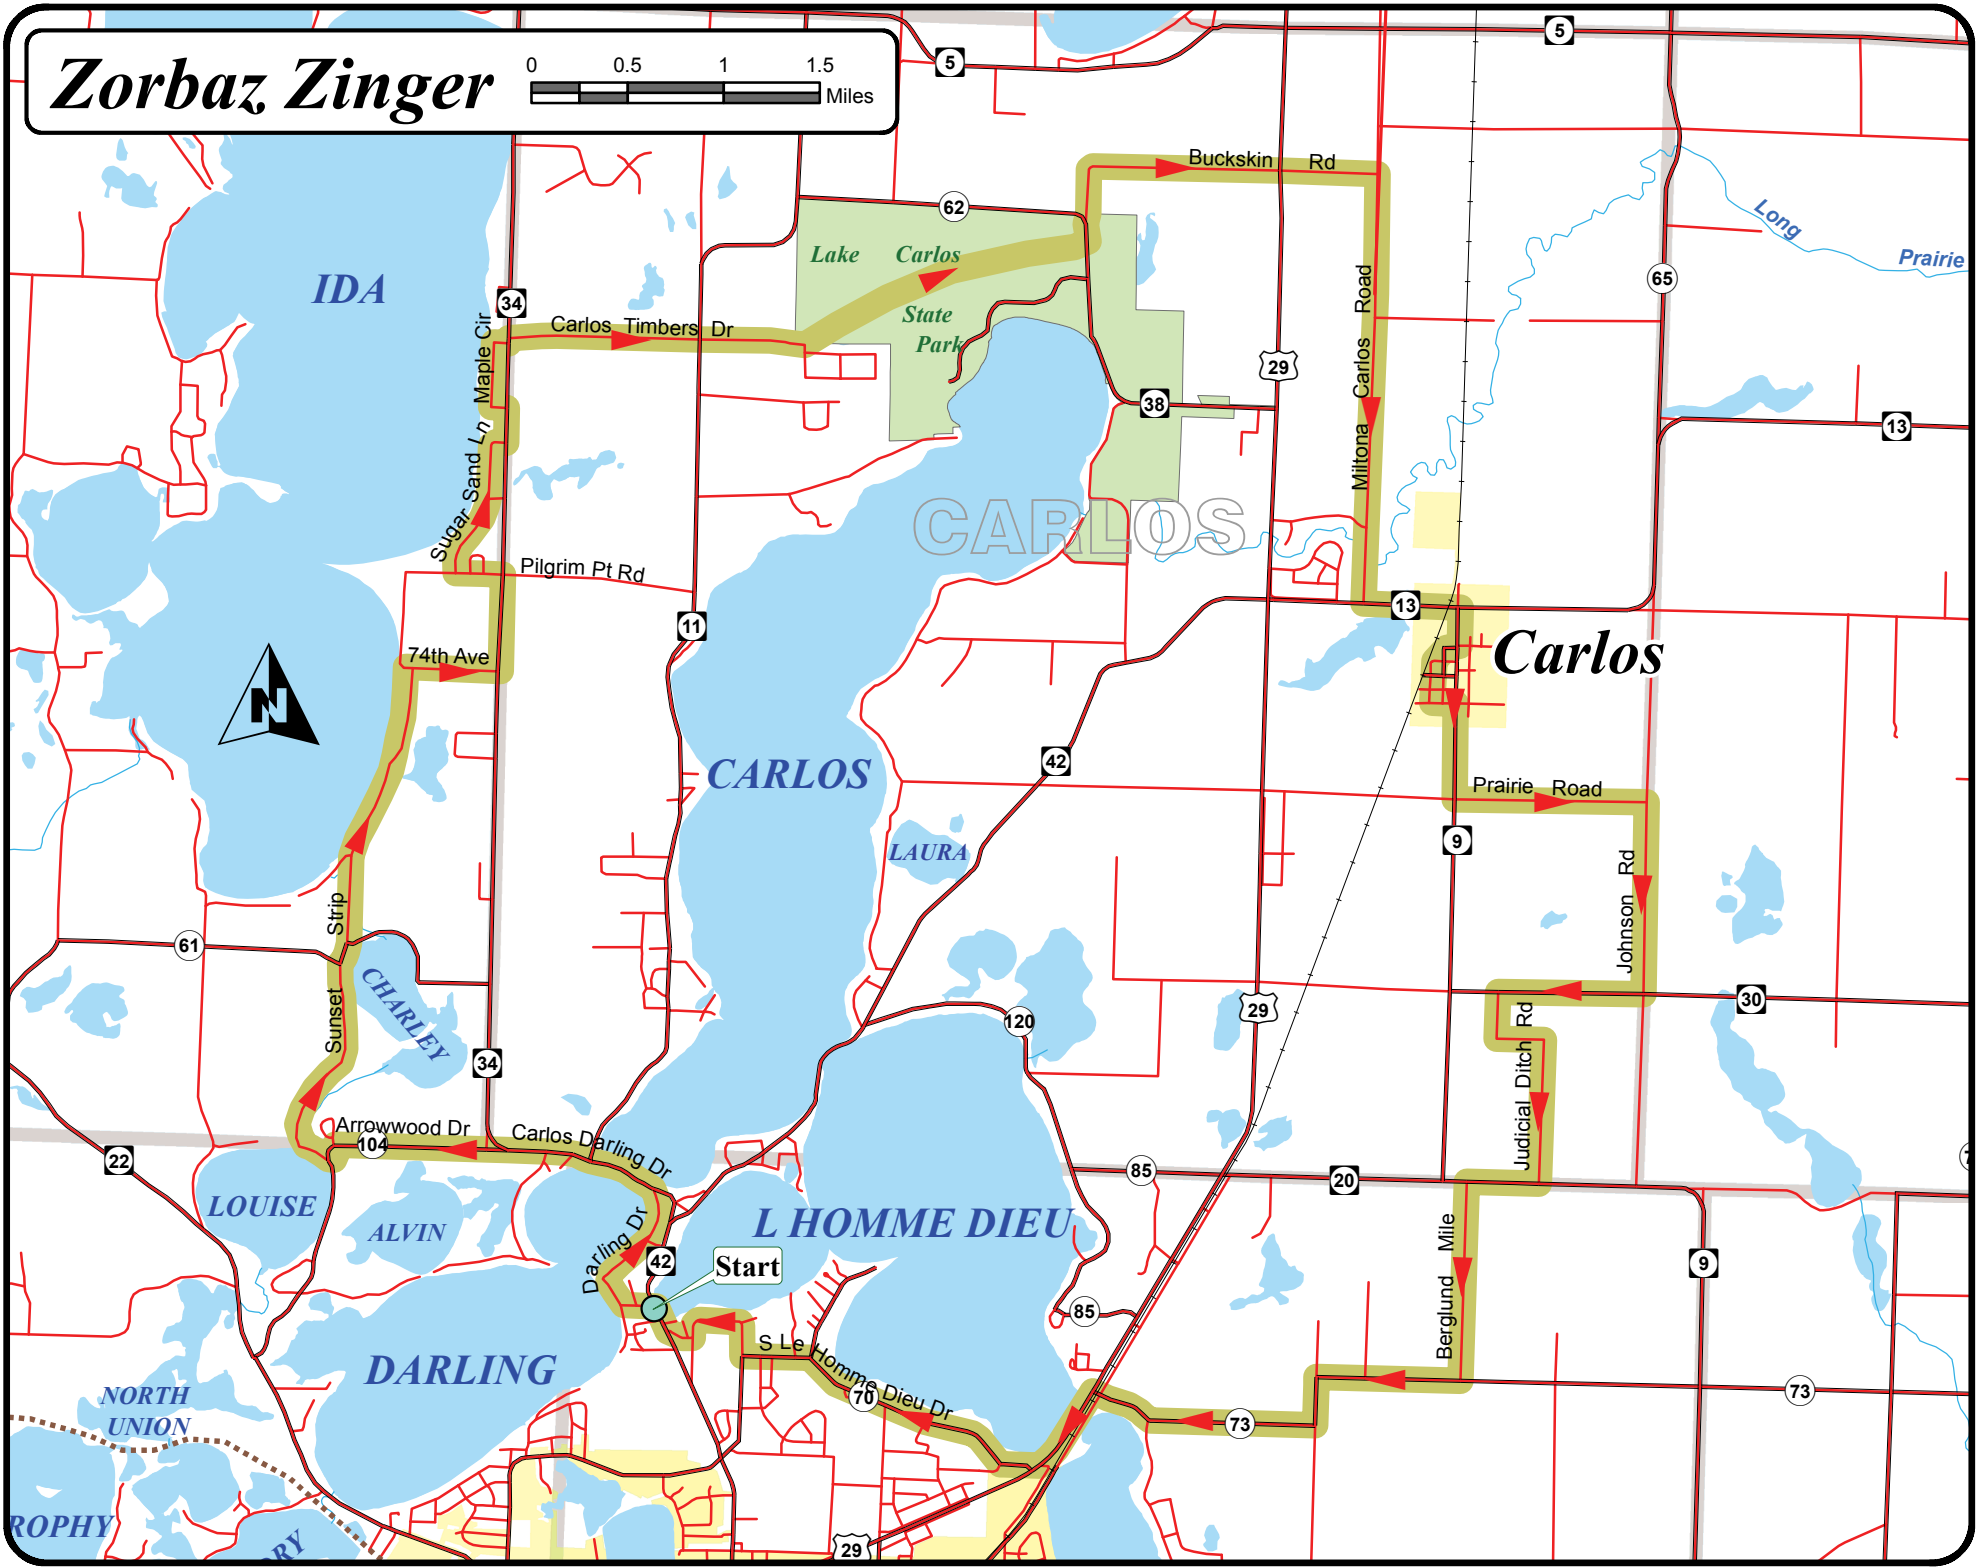 Zorbaz Zinger
0 0.5 1 1.5
Miles
5
5
Buckskin Rd
62
Long
Prairie
Lake Carlos
State
Park
IDA
34
65
Maple Cir
Carlos Timbers Dr
29
Miltona Carlos Road
38
13
Sugar Sand Ln
CARLOS
Pilgrim Pt Rd
11
13
Carlos
74th Ave
N
42
CARLOS
Prairie Road
LAURA
9
Strip
61
Johnson Rd
CHARLEY
Sunset
30
29
120
Judicial Ditch Rd
34
Arrowwood Dr
104
Carlos Darling Dr
22
85
20
LOUISE
ALVIN
L HOMME DIEU
Darling Dr
42
Start
Berglund Mile
9
85
S Le Homme Dieu Dr
DARLING
70
73
73
NORTH
UNION
ROPHY
ORY
29